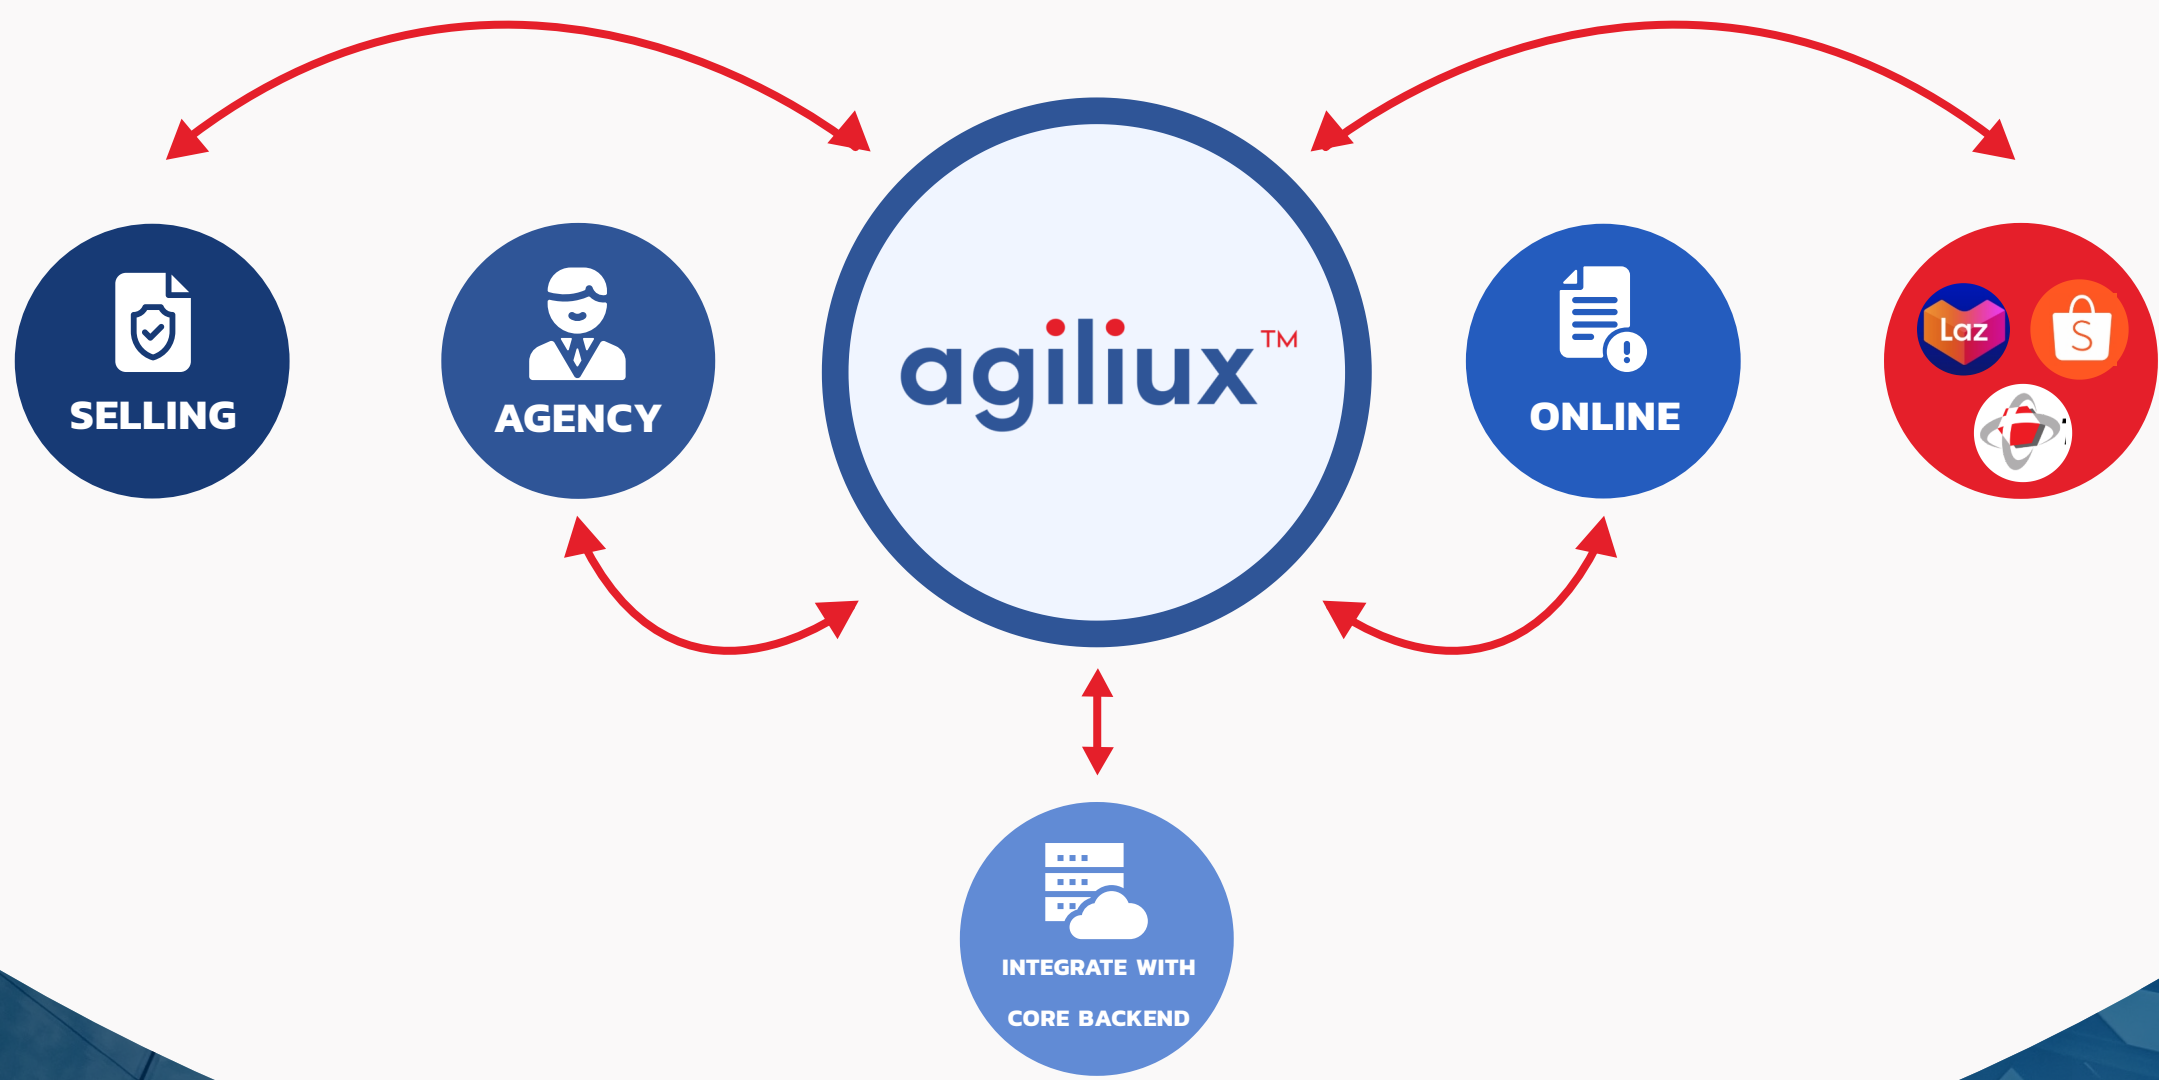 SELLING
AGENCY
agiliux™
ONLINE
Laz
S
INTEGRATE WITH
CORE BACKEND